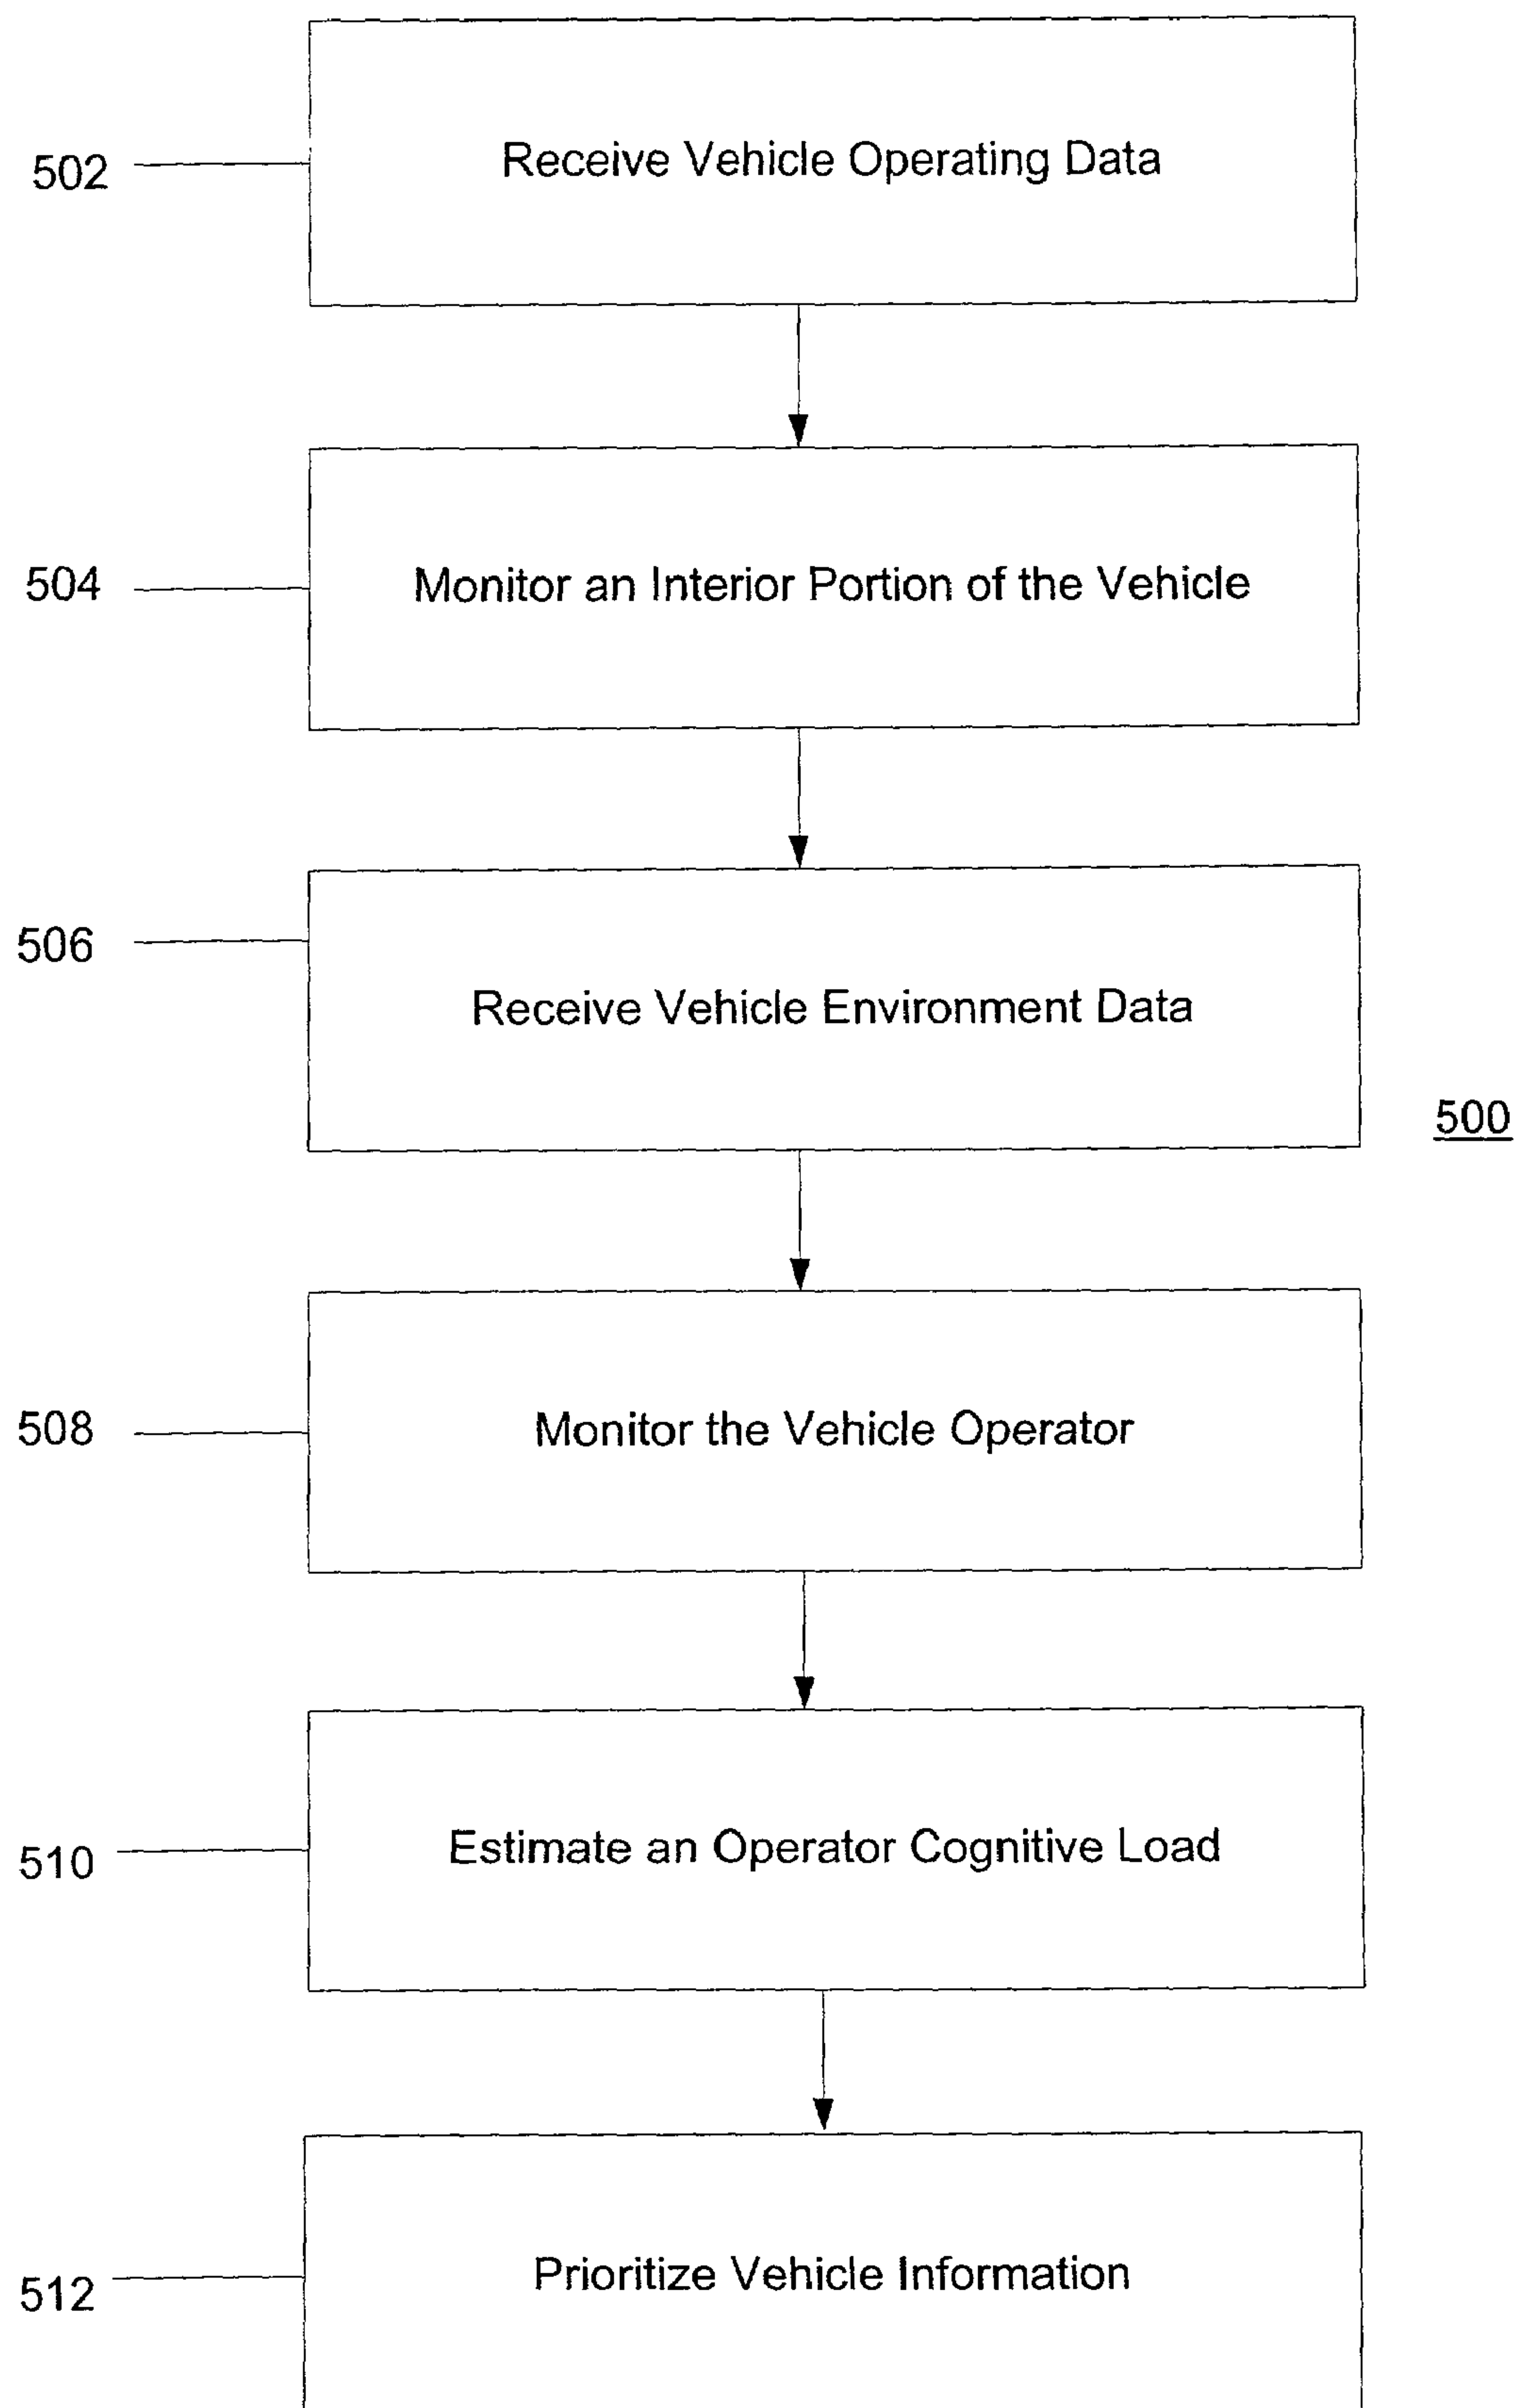 502
Receive Vehicle Operating Data
504
Monitor an Interior Portion of the Vehicle
506
Receive Vehicle Environment Data
500
508
Monitor the Vehicle Operator
510
Estimate an Operator Cognitive Load
512
Prioritize Vehicle Information